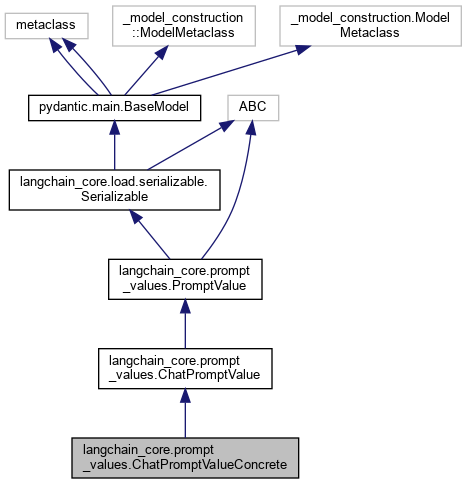 metaclass
_model_construction
::ModelMetaclass
_model_construction.Model
Metaclass
pydantic.main.BaseModel
ABC
langchain_core.load.serializable.
Serializable
langchain_core.prompt
_values.PromptValue
langchain_core.prompt
_values.ChatPromptValue
langchain_core.prompt
_values.ChatPromptValueConcrete